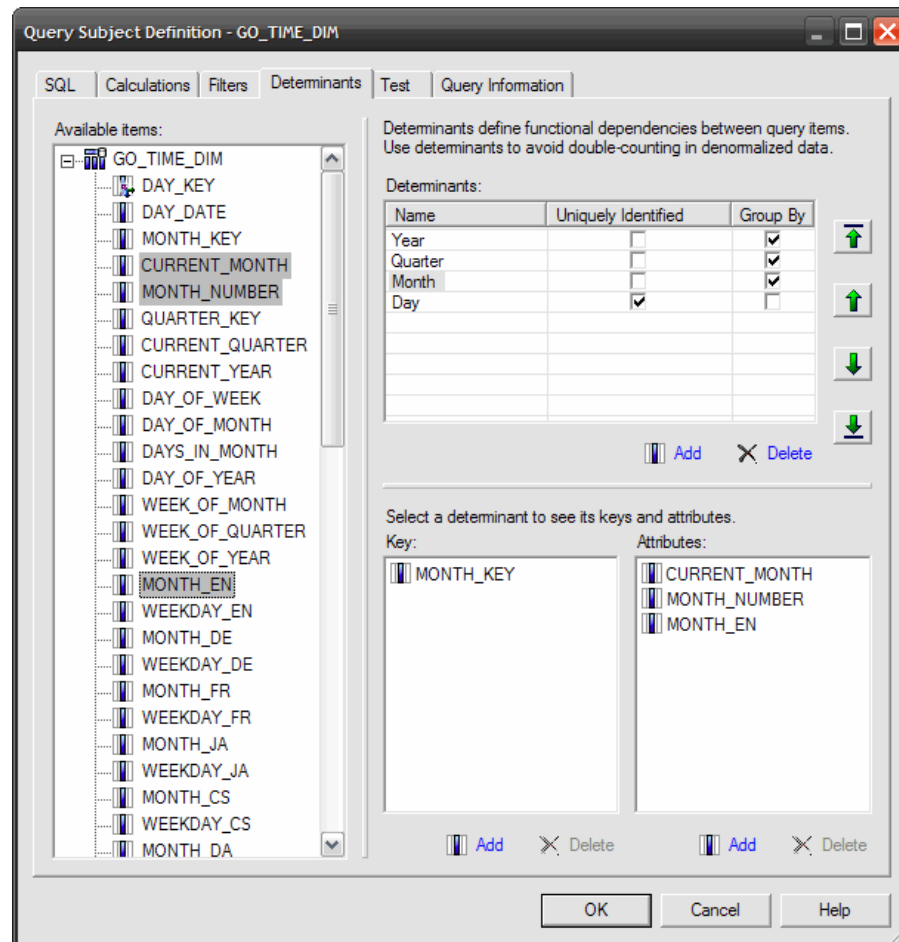 Query Subject Definition - GO_TIME_DIM
SQL
Calculations
Filters
Determinants
Test
Query Information
Available items:
GO_TIME_DIM
DAY_KEY
DAY_DATE
MONTH_KEY
CURRENT_MONTH
MONTH_NUMBER
QUARTER_KEY
CURRENT_QUARTER
CURRENT_YEAR
DAY_OF_WEEK
DAY_OF_MONTH
DAYS_IN_MONTH
DAY_OF_YEAR
WEEK_OF_MONTH
WEEK_OF_QUARTER
WEEK_OF_YEAR
MONTH_EN
WEEKDAY_EN
MONTH_DE
WEEKDAY_DE
MONTH_FR
WEEKDAY_FR
MONTH_JA
WEEKDAY_JA
MONTH_CS
WEEKDAY_CS
MONTH_DA
Determinants define functional dependencies between query items.
Use determinants to avoid double-counting in denormalized data.
Determinants:
Name Uniquely Identified Group By
Year
Quarter
Month
Day
Add Delete
Select a determinant to see its keys and attributes.
Key:
MONTH_KEY
Add Delete
Attributes:
CURRENT_MONTH
MONTH_NUMBER
MONTH_EN
Add Delete
OK Cancel Help